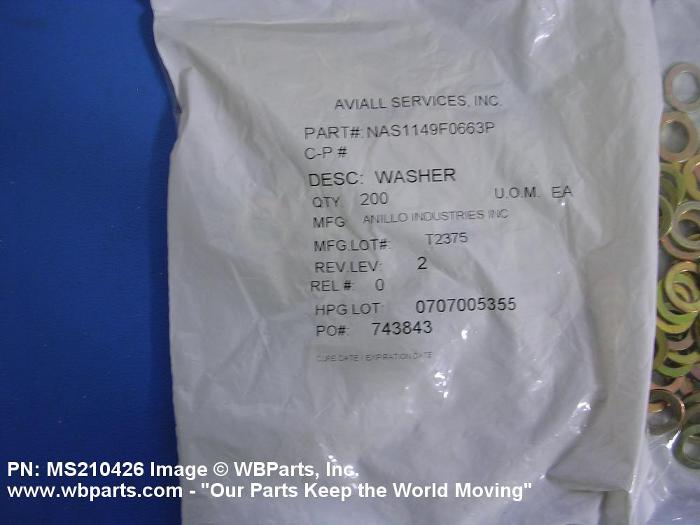 AVIALL SERVICES, INC.
PART#: NAS1149F0663P
C-P #
DESC: WASHER
QTY 200 U.O.M. EA
MFG ANILLO INDUSTRIES INC
MFG.LOT#: T2375
REV.LEV: 2
REL #: 0
HPG LOT: 0707005355
PO#: 743843
CURE DATE / EXPIRATION DATE
PN: MS210426 Image © WBParts, Inc.
www.wbparts.com - "Our Parts Keep the World Moving"